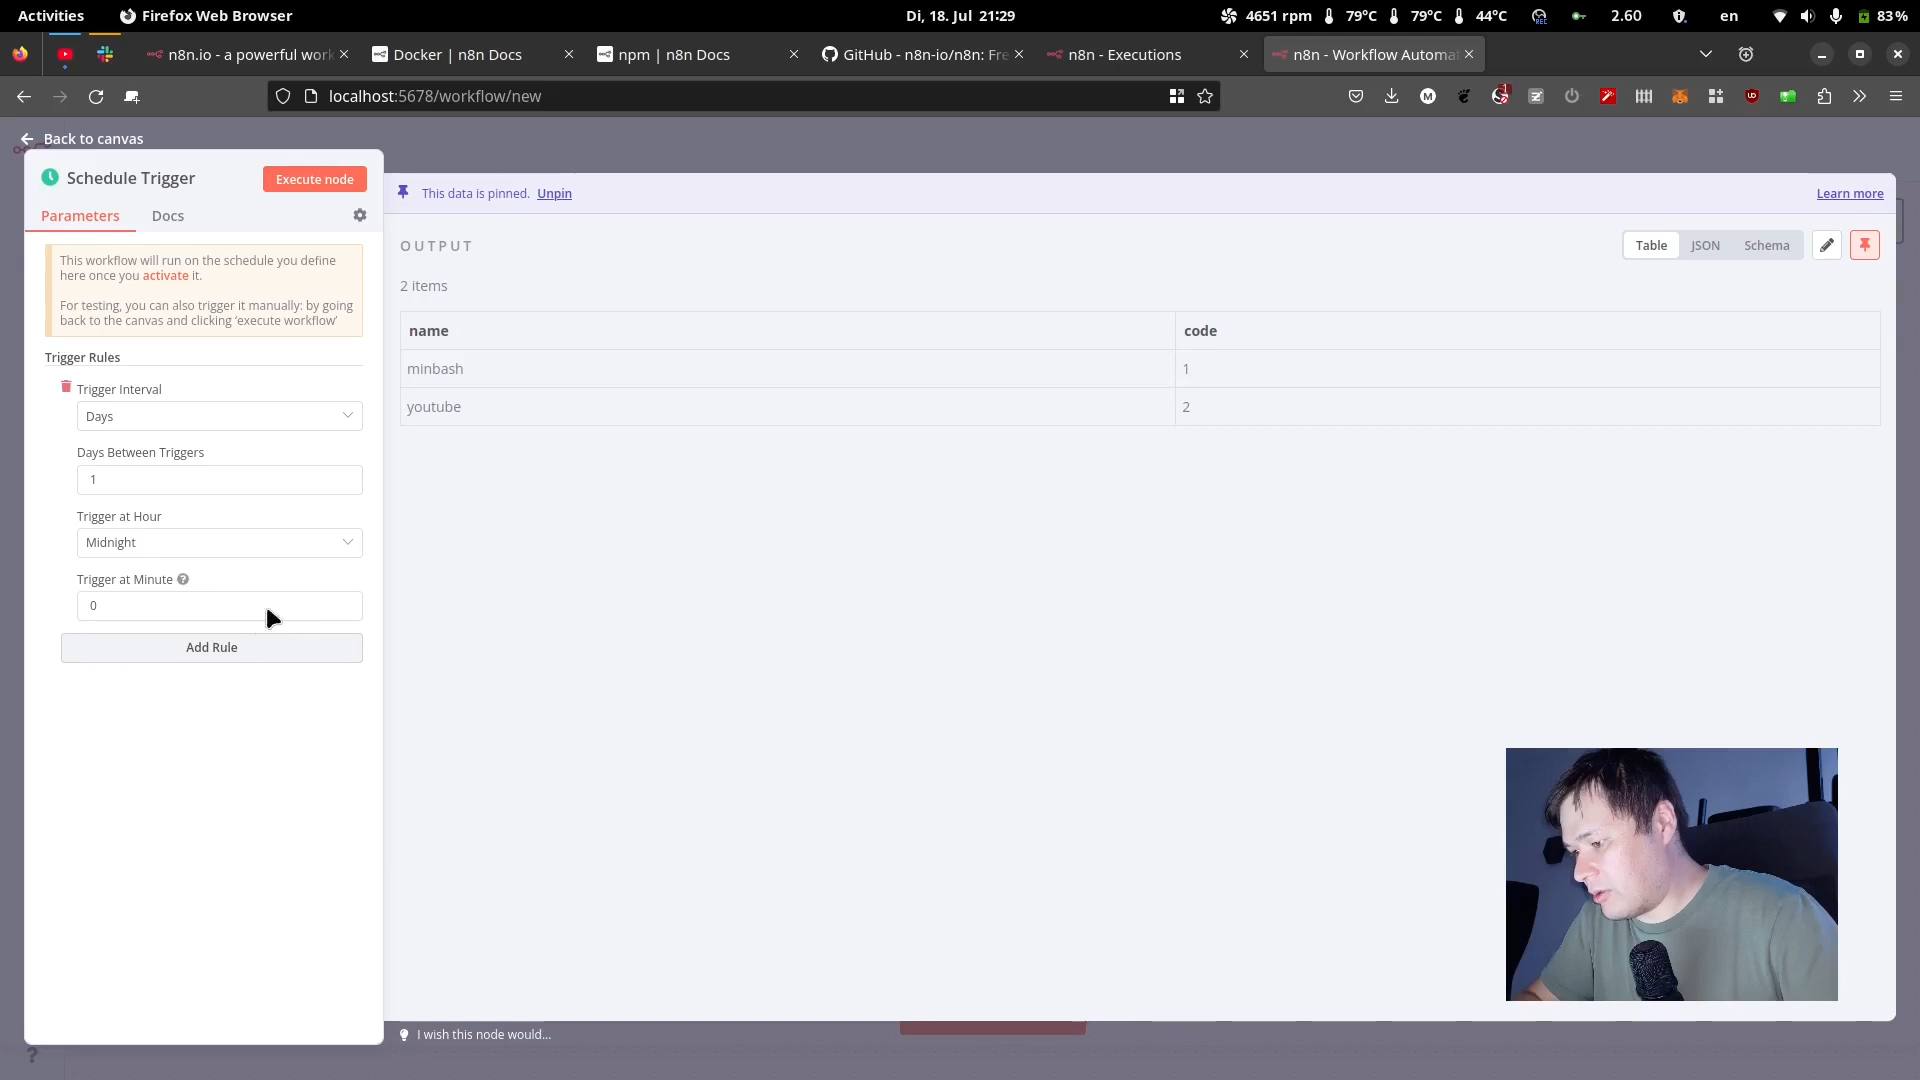 Activities
Firefox Web Browser
Di, 18. Jul 21:29
4651 rpm
79°C
79°C
44°C
REC
2.60
en
83%
n8n.io - a powerful work
Docker | n8n Docs
npm | n8n Docs
GitHub - n8n-io/n8n: Fre
n8n - Executions
n8n - Workflow Automat
localhost:5678/workflow/new
Back to canvas
Schedule Trigger
Execute node
Parameters
Docs
This workflow will run on the schedule you define
here once you activate it.
For testing, you can also trigger it manually: by going
back to the canvas and clicking ‘execute workflow’
Trigger Rules
Trigger Interval
Days
Days Between Triggers
1
Trigger at Hour
Midnight
Trigger at Minute
0
Add Rule
This data is pinned. Unpin
Learn more
OUTPUT
Table
JSON
Schema
2 items
name
code
minbash
1
youtube
2
I wish this node would...